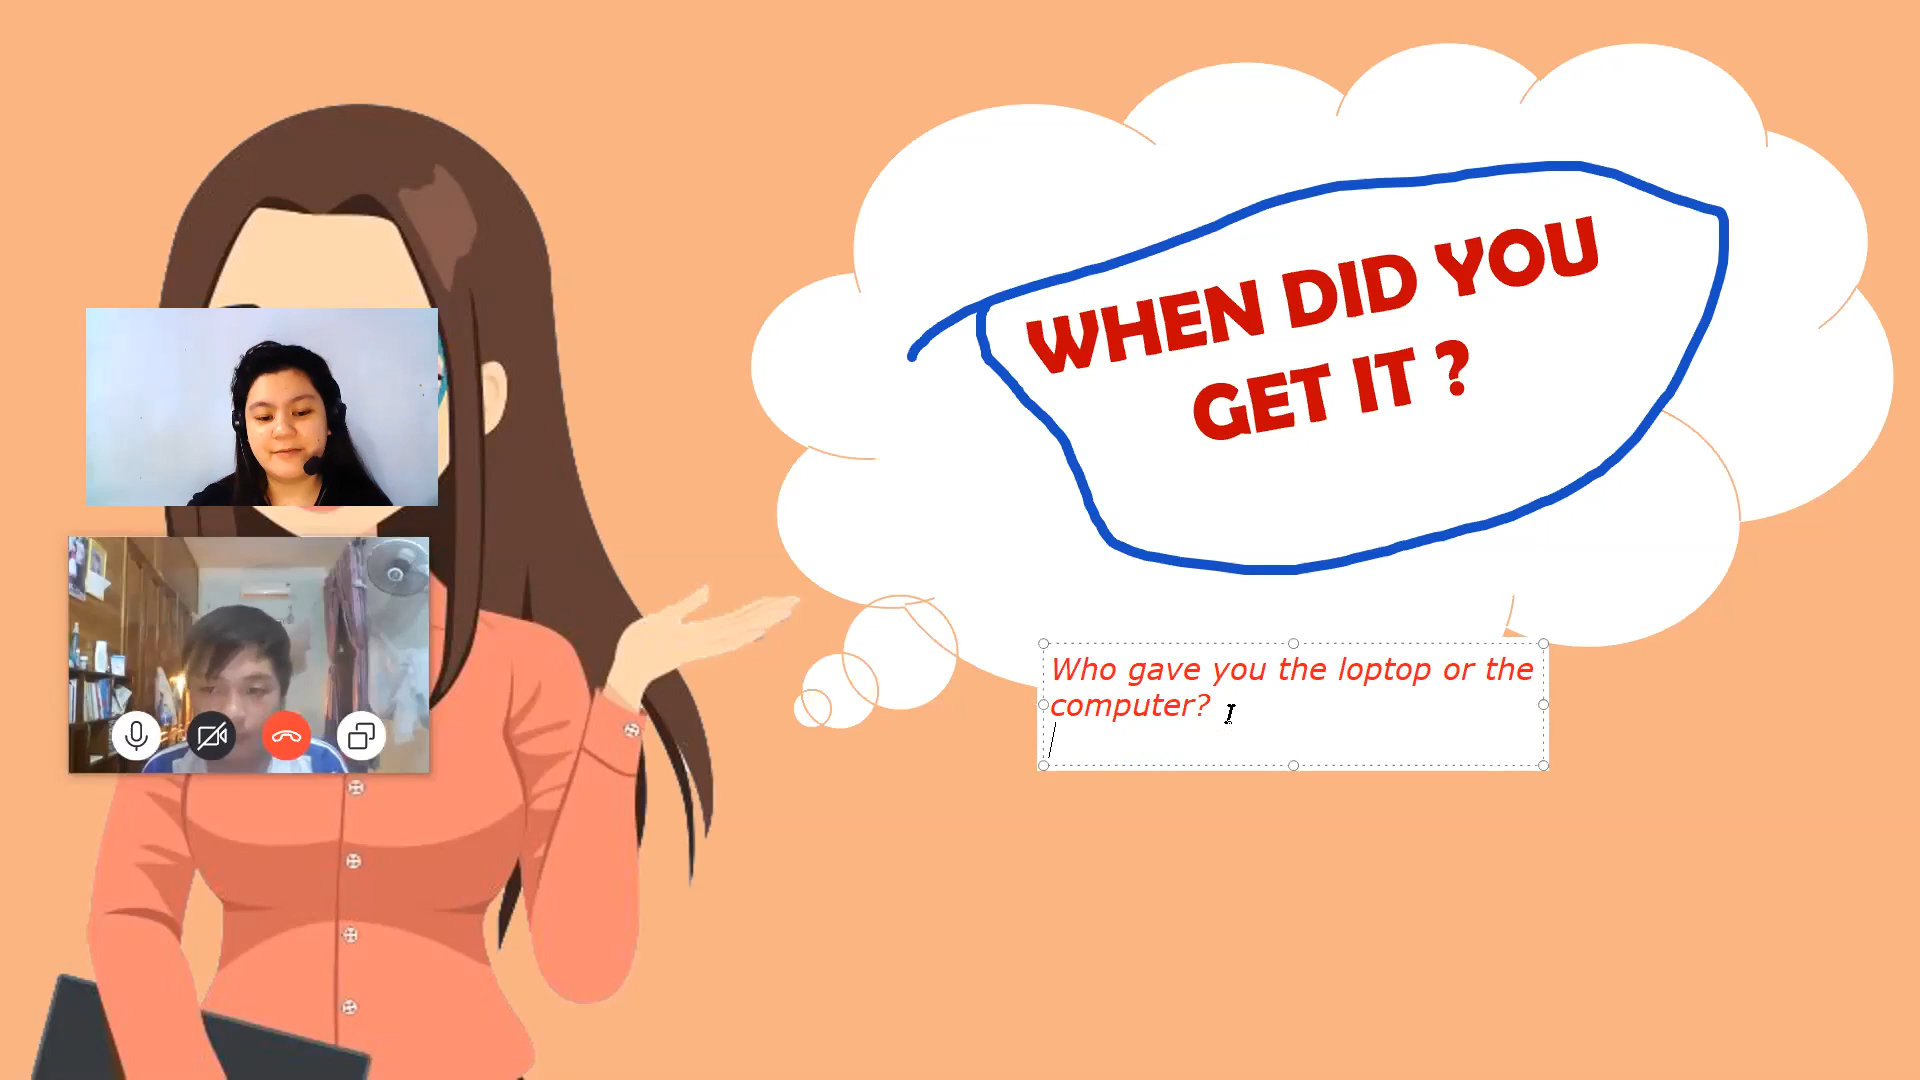 WHEN DID YOU
GET IT ?
Who gave you the loptop or the
computer?